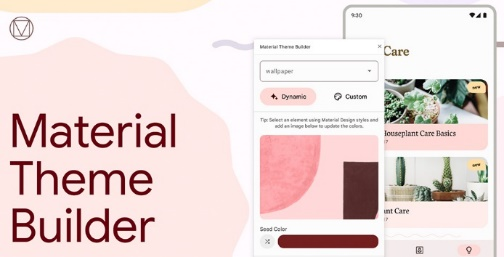 Material
Theme
Builder
Material Theme Builder
wallpaper
Dynamic
Custom
Tip: Select an element using Material Design styles and
add an image below to update the colors.
Seed Color
9:30
Care
NEW
Houseplant Care Basics
NEW
Care